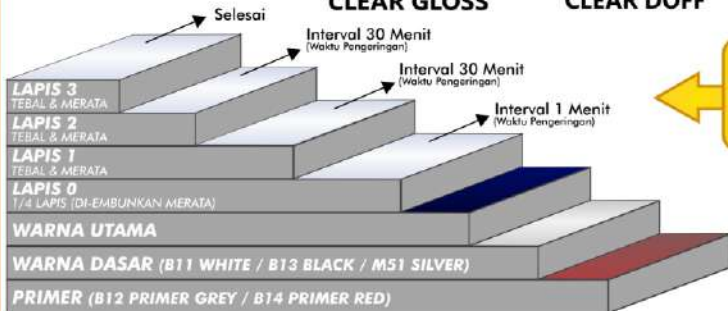 CLEAR GLOSS
CLEAR DOFF
Selesai
Interval 30 Menit
(Waktu Pengeringan)
Interval 30 Menit
(Waktu Pengeringan)
Interval 1 Menit
(Waktu Pengeringan)
LAPIS 3
TEBAL & MERATA
LAPIS 2
TEBAL & MERATA
LAPIS 1
TEBAL & MERATA
LAPIS 0
1/4 LAPIS (DI-EMBUNKAN MERATA)
WARNA UTAMA
WARNA DASAR (B11 WHITE / B13 BLACK / M51 SILVER)
PRIMER (B12 PRIMER GREY / B14 PRIMER RED)